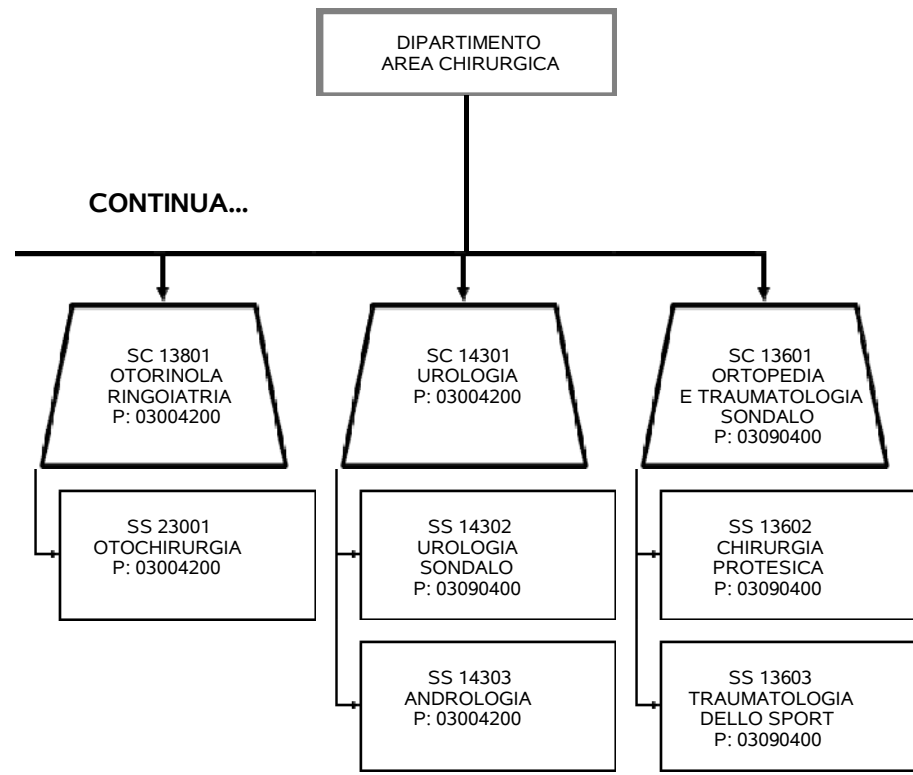 DIPARTIMENTO
AREA CHIRURGICA
CONTINUA...
SC 13801
OTORINOLA
RINGOIATRIA
P: 03004200
SC 14301
UROLOGIA
P: 03004200
SC 13601
ORTOPEDIA
E TRAUMATOLOGIA
SONDALO
P: 03090400
SS 23001
OTOCHIRURGIA
P: 03004200
SS 14302
UROLOGIA
SONDALO
P: 03090400
SS 13602
CHIRURGIA
PROTESICA
P: 03090400
SS 14303
ANDROLOGIA
P: 03004200
SS 13603
TRAUMATOLOGIA
DELLO SPORT
P: 03090400